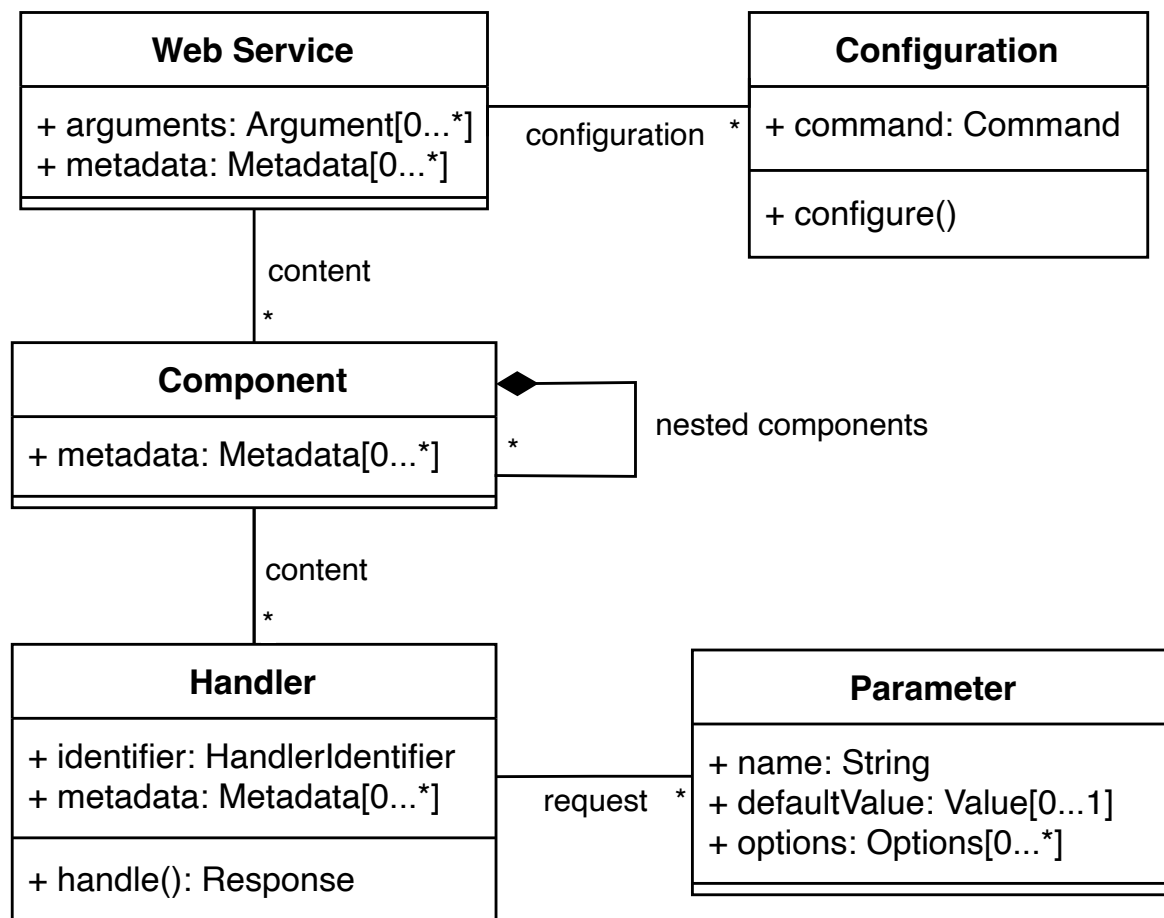 Web Service
+ arguments: Argument[0...*]
+ metadata: Metadata[0...*]
configuration *
Configuration
+ command: Command
+ configure()
content
*
Component
+ metadata: Metadata[0...*]
*
nested components
content
*
Handler
+ identifier: HandlerIdentifier
+ metadata: Metadata[0...*]
+ handle(): Response
request *
Parameter
+ name: String
+ defaultValue: Value[0...1]
+ options: Options[0...*]